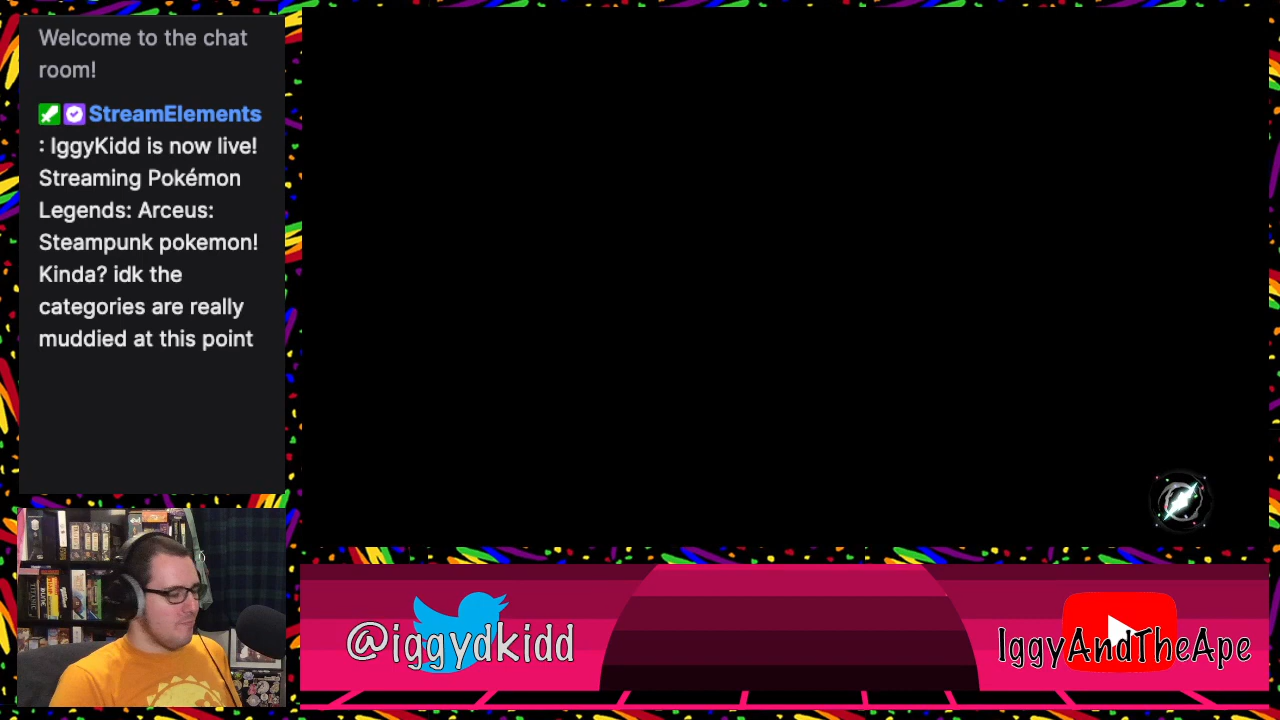 Welcome to the chat
room!
StreamElements
: IggyKidd is now live!
Streaming Pokémon
Legends: Arceus:
Steampunk pokemon!
Kinda? idk the
categories are really
muddied at this point
@iggydkidd
IggyAndTheApe